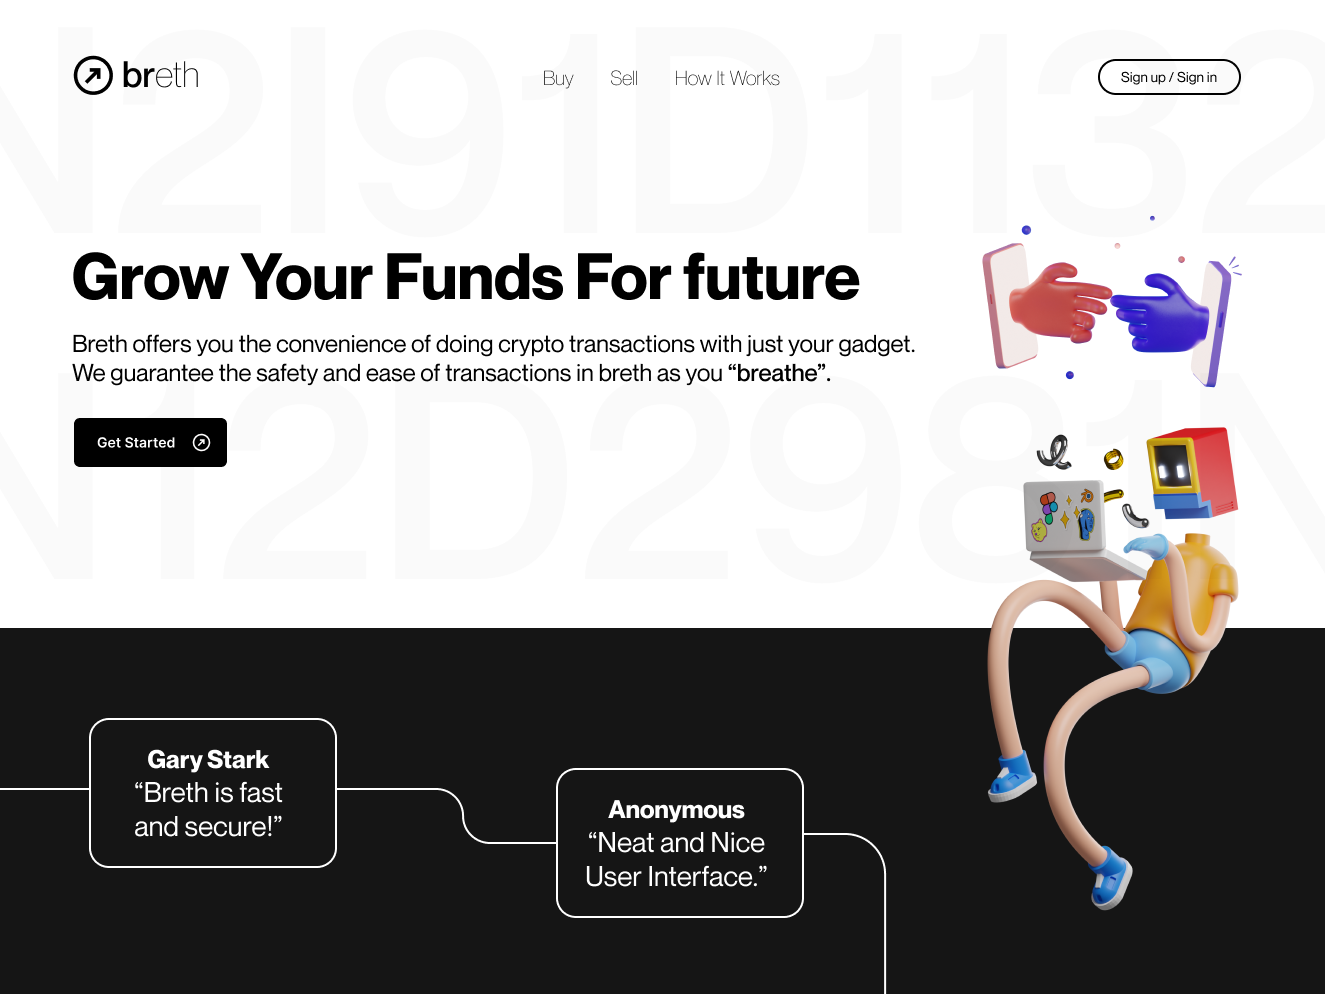 breth
Buy
Sell
How It Works
Sign up / Sign in
N2I91D1132
Grow Your Funds For future
Breth offers you the convenience of doing crypto transactions with just your gadget.
We guarantee the safety and ease of transactions in breth as you “breathe”.
Get Started
N12D2981N
Gary Stark
“Breth is fast
and secure!”
Anonymous
“Neat and Nice
User Interface.”